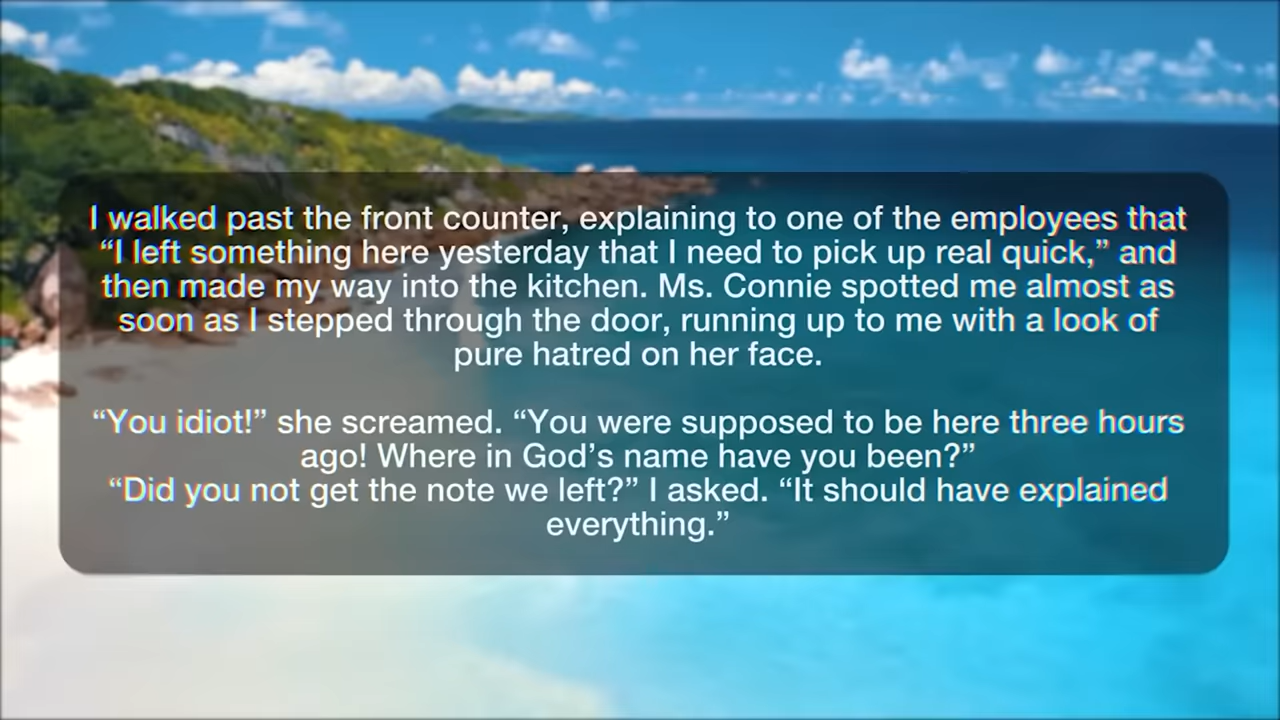 I walked past the front counter, explaining to one of the employees that
“I left something here yesterday that I need to pick up real quick,” and
then made my way into the kitchen. Ms. Connie spotted me almost as
soon as I stepped through the door, running up to me with a look of
pure hatred on her face.
“You idiot!” she screamed. “You were supposed to be here three hours
ago! Where in God’s name have you been?”
“Did you not get the note we left?” I asked. “It should have explained
everything.”